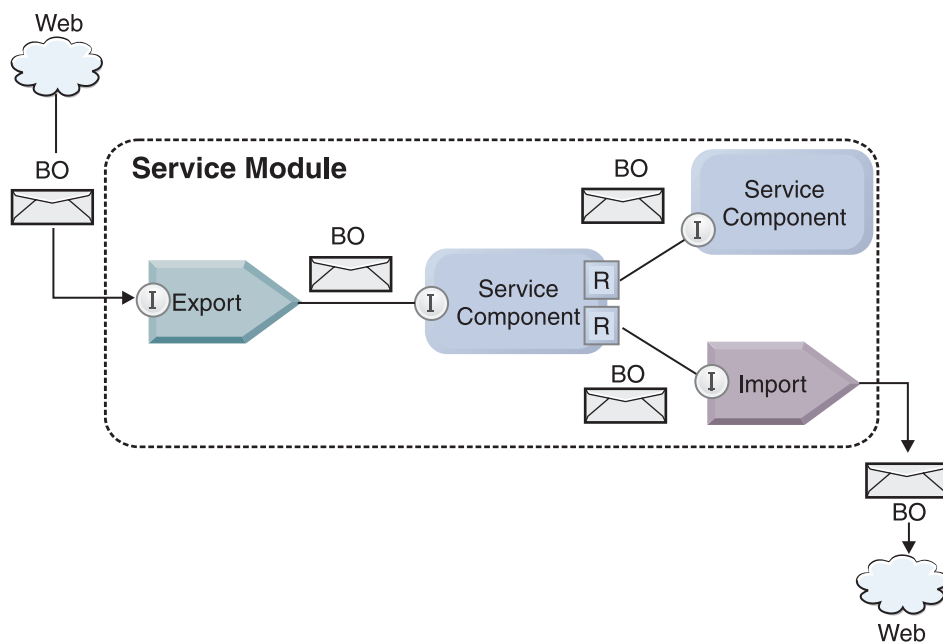 Web
BO
Service Module
BO
Service
Component
I
I
Export
BO
I
Service
Component
R
R
BO
I
Import
BO
Web